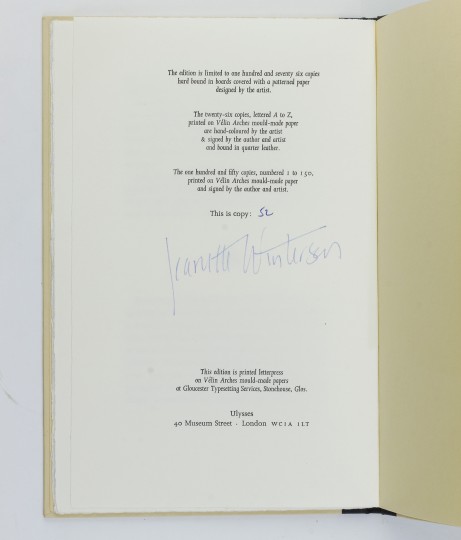 The edition is limited to one hundred and seventy six copies
hard bound in boards covered with a patterned paper
designed by the artist.
The twenty-six copies, lettered A to Z,
printed on Vélin Arches mould-made paper
are hand-coloured by the artist
& signed by the author and artist
and bound in quarter leather.
The one hundred and fifty copies, numbered 1 to 150,
printed on Vélin Arches mould-made paper
and signed by the author and artist.
This is copy: 52
Jeanette Winterson
This edition is printed letterpress
on Vélin Arches mould-made papers
at Gloucester Typesetting Services, Stonehouse, Glos.
Ulysses
40 Museum Street · London WC1A 1LT